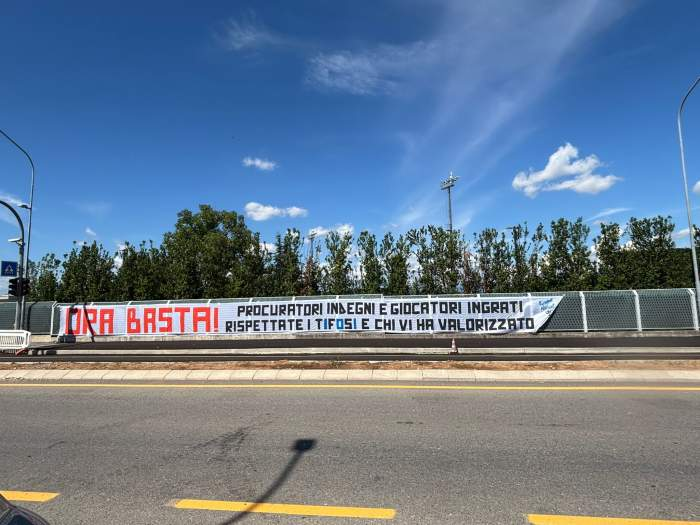 ORA BASTA!
PROCURATORI INDEGNI E GIOCATORI INGRATI
RISPETTATE I TIFOSI E CHI VI HA VALORIZZATO